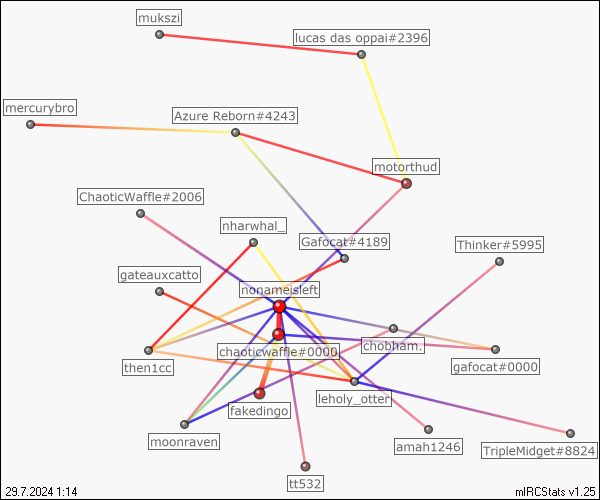 mukszi
lucas das oppai#2396
mercurybro
Azure Reborn#4243
motorthud
ChaoticWaffle#2006
nharwhal_
Gafocat#4189
Thinker#5995
gateauxcatto
nonameisleft
chaoticwaffle#0000
chobham.
then1cc
gafocat#0000
leholy_otter
fakedingo
moonraven
amah1246
TripleMidget#8824
tt532
29.7.2024 1:14
mIRCStats v1.25